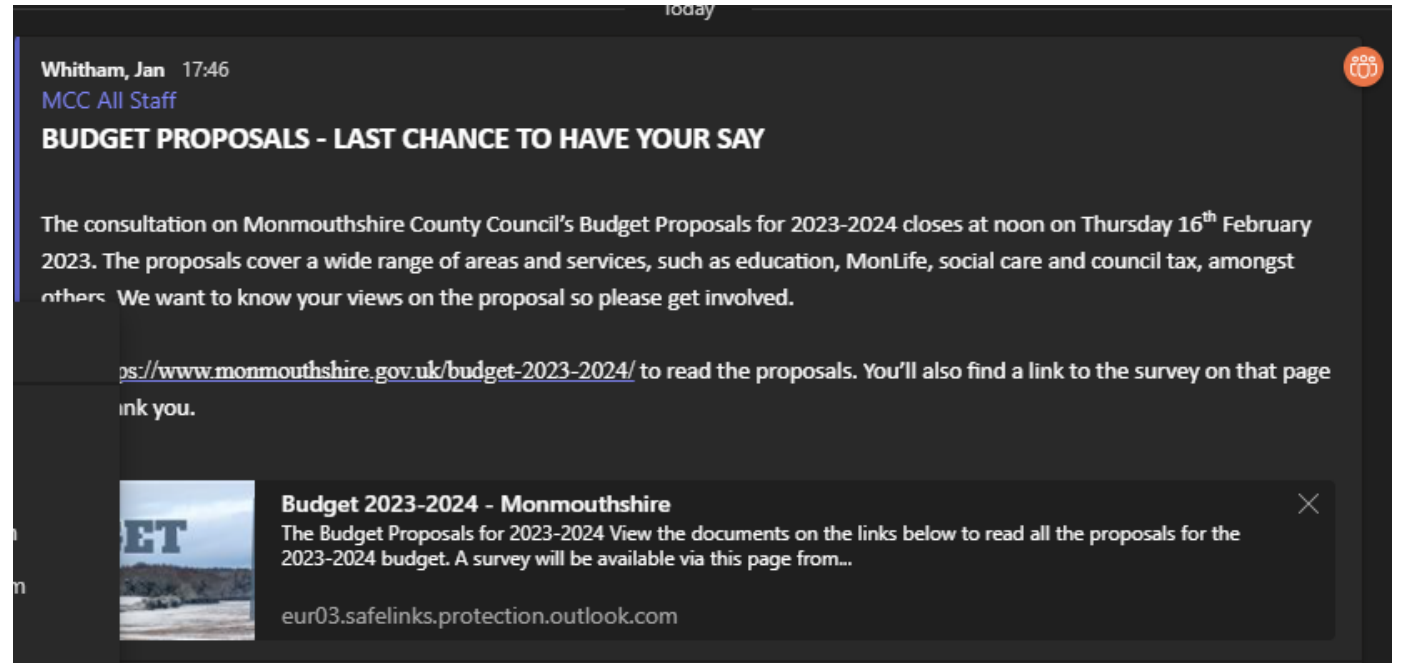 Today
Whitham, Jan 17:46
MCC All Staff
BUDGET PROPOSALS - LAST CHANCE TO HAVE YOUR SAY
The consultation on Monmouthshire County Council’s Budget Proposals for 2023-2024 closes at noon on Thursday 16th February
2023. The proposals cover a wide range of areas and services, such as education, MonLife, social care and council tax, amongst
others. We want to know your views on the proposal so please get involved.
ps://www.monmouthshire.gov.uk/budget-2023-2024/ to read the proposals. You’ll also find a link to the survey on that page
ank you.
Budget 2023-2024 - Monmouthshire
The Budget Proposals for 2023-2024 View the documents on the links below to read all the proposals for the
2023-2024 budget. A survey will be available via this page from...
eur03.safelinks.protection.outlook.com